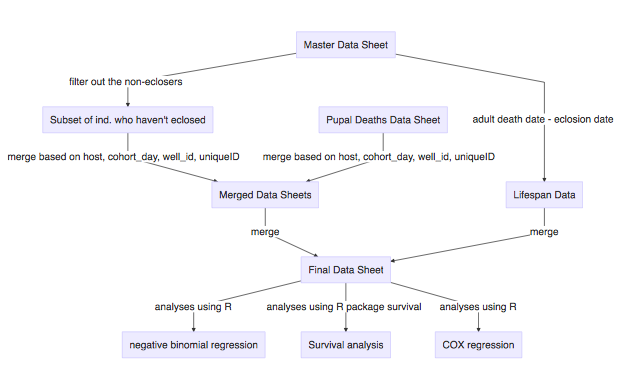 Master Data Sheet
filter out the non-eclosers
Subset of ind. who haven't eclosed
Pupal Deaths Data Sheet
adult death date - eclosion date
merge based on host, cohort_day, well_id, uniqueID
merge based on host, cohort_day, well_id, uniqueID
Merged Data Sheets
Lifespan Data
merge
merge
Final Data Sheet
analyses using R
analyses using R package survival
analyses using R
negative binomial regression
Survival analysis
COX regression